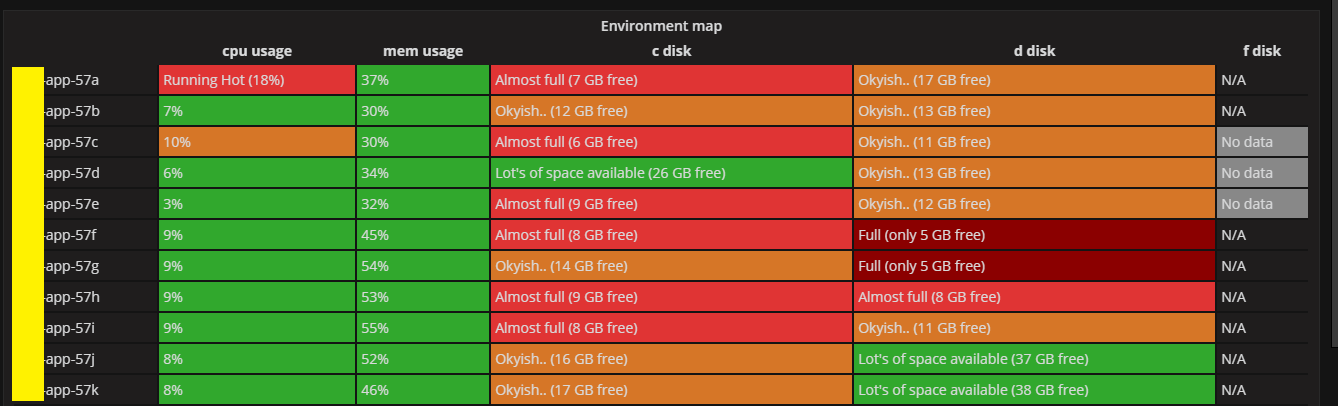 Environment map
cpu usage mem usage c disk d disk f disk
-app-57a Running Hot (18%) 37% Almost full (7 GB free) Okyish.. (17 GB free) N/A
-app-57b 7% 30% Okyish.. (12 GB free) Okyish.. (13 GB free) N/A
-app-57c 10% 30% Almost full (6 GB free) Okyish.. (11 GB free) No data
-app-57d 6% 34% Lot's of space available (26 GB free) Okyish.. (13 GB free) No data
-app-57e 3% 32% Almost full (9 GB free) Okyish.. (12 GB free) No data
-app-57f 9% 45% Almost full (8 GB free) Full (only 5 GB free) N/A
-app-57g 9% 54% Okyish.. (14 GB free) Full (only 5 GB free) N/A
-app-57h 9% 53% Almost full (9 GB free) Almost full (8 GB free) N/A
-app-57i 9% 55% Almost full (8 GB free) Okyish.. (11 GB free) N/A
-app-57j 8% 52% Okyish.. (16 GB free) Lot's of space available (37 GB free) N/A
-app-57k 8% 46% Okyish.. (17 GB free) Lot's of space available (38 GB free) N/A